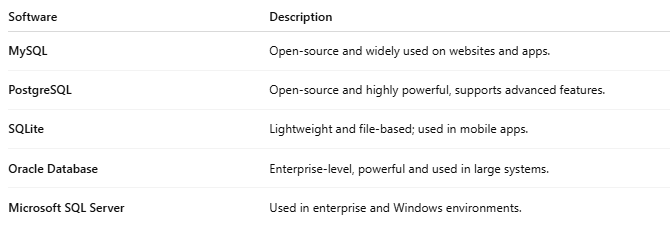 Software Description
MySQL Open-source and widely used on websites and apps.
PostgreSQL Open-source and highly powerful, supports advanced features.
SQLite Lightweight and file-based; used in mobile apps.
Oracle Database Enterprise-level, powerful and used in large systems.
Microsoft SQL Server Used in enterprise and Windows environments.